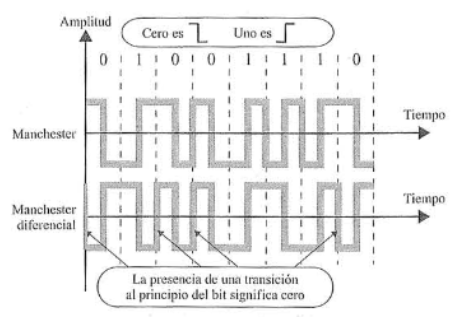 Amplitud
Cero es Uno es
0 1 0 0 1 1 1 0
Tiempo
Manchester
Tiempo
Manchester
diferencial
La presencia de una transición
al principio del bit significa cero